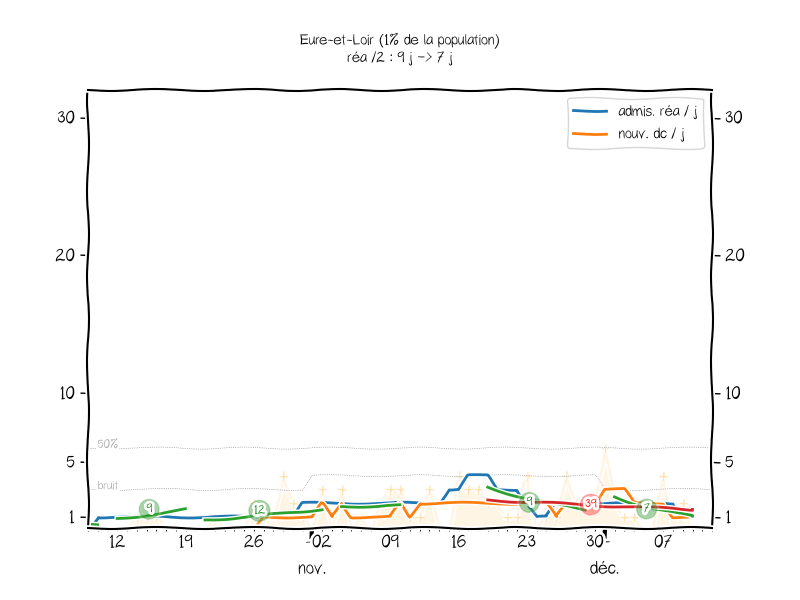 Eure-et-Loir (1% de la population)
réa /2 : 9 j -> 7 j
admis. réa / j
nouv. dc / j
30 30
20 20
10 10
50%
5 5
bruit
9 12 9 39 7
1 1
12 19 26 02 09 16 23 30 07
nov. déc.